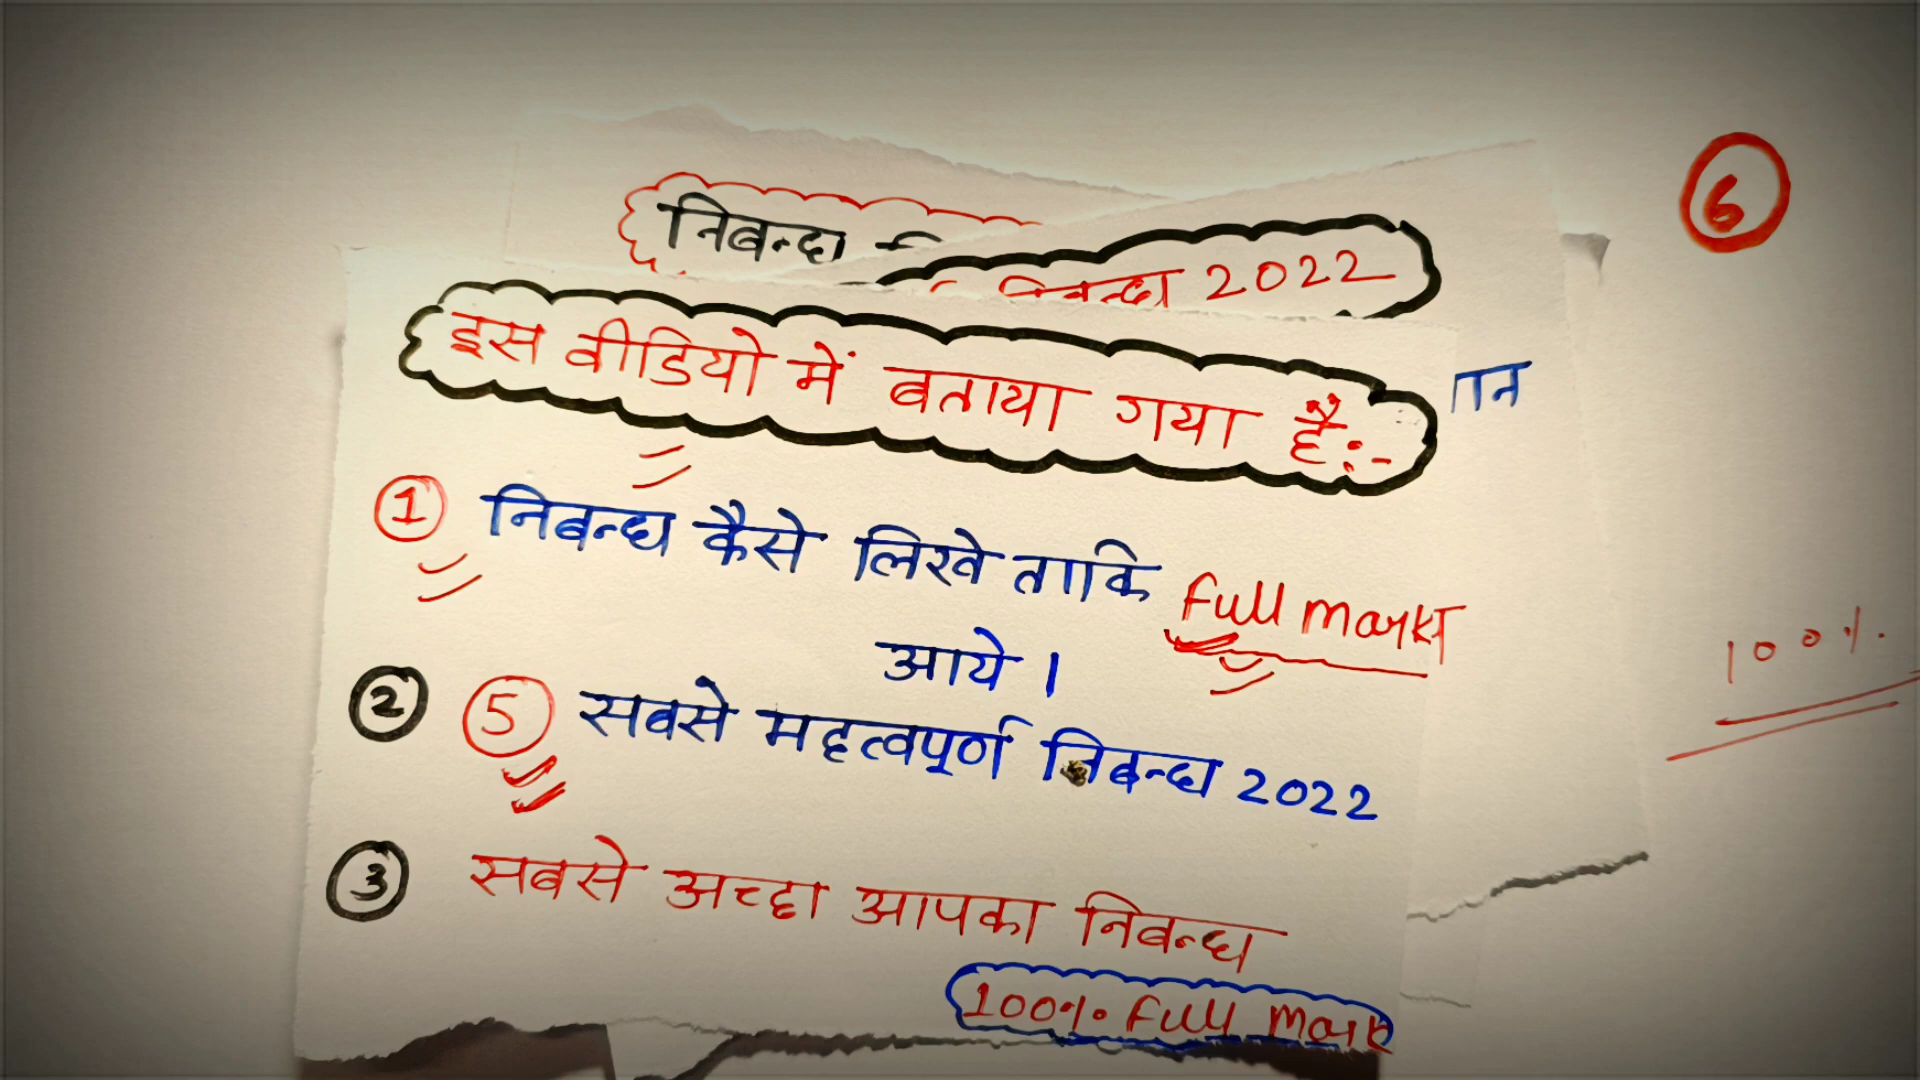 6
निबन्ध
निबन्ध 2022
इस वीडियो में बताया गया है:-
1 निबन्ध कैसे लिखे ताकि full markर्स
आये।
100%.
2 5 सबसे महत्वपूर्ण निबन्ध 2022
3 सबसे अच्छा आपका निबन्ध
100% full mark